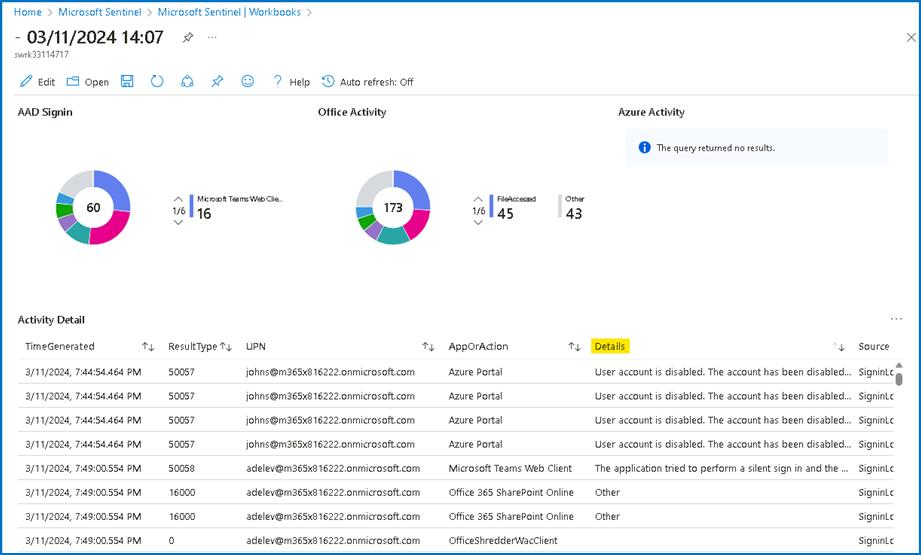 Home > Microsoft Sentinel > Microsoft Sentinel | Workbooks >
- 03/11/2024 14:07 ...
swrk33114717
Edit Open Help Auto refresh: Off
AAD Signin Office Activity Azure Activity
The query returned no results.
60 1/6 Microsoft Teams Web Clie... 16
173 1/6 FileAccessed 45 Other 43
Activity Detail ...
TimeGenerated ResultType UPN AppOrAction Details Source
3/11/2024, 7:44:54.464 PM 50057 johns@m365x816222.onmicrosoft.com Azure Portal User account is disabled. The account has been disabled... SigninLo
3/11/2024, 7:44:54.464 PM 50057 johns@m365x816222.onmicrosoft.com Azure Portal User account is disabled. The account has been disabled... SigninLo
3/11/2024, 7:44:54.464 PM 50057 johns@m365x816222.onmicrosoft.com Azure Portal User account is disabled. The account has been disabled... SigninLo
3/11/2024, 7:44:54.464 PM 50057 johns@m365x816222.onmicrosoft.com Azure Portal User account is disabled. The account has been disabled... SigninLo
3/11/2024, 7:49:00.554 PM 50058 adelev@m365x816222.onmicrosoft.com Microsoft Teams Web Client The application tried to perform a silent sign in and the ... SigninLo
3/11/2024, 7:49:00.554 PM 16000 adelev@m365x816222.onmicrosoft.com Office 365 SharePoint Online Other SigninLo
3/11/2024, 7:49:00.554 PM 16000 adelev@m365x816222.onmicrosoft.com Office 365 SharePoint Online Other SigninLo
3/11/2024, 7:49:00.554 PM 0 adelev@m365x816222.onmicrosoft.com OfficeShredderWacClient SigninLo